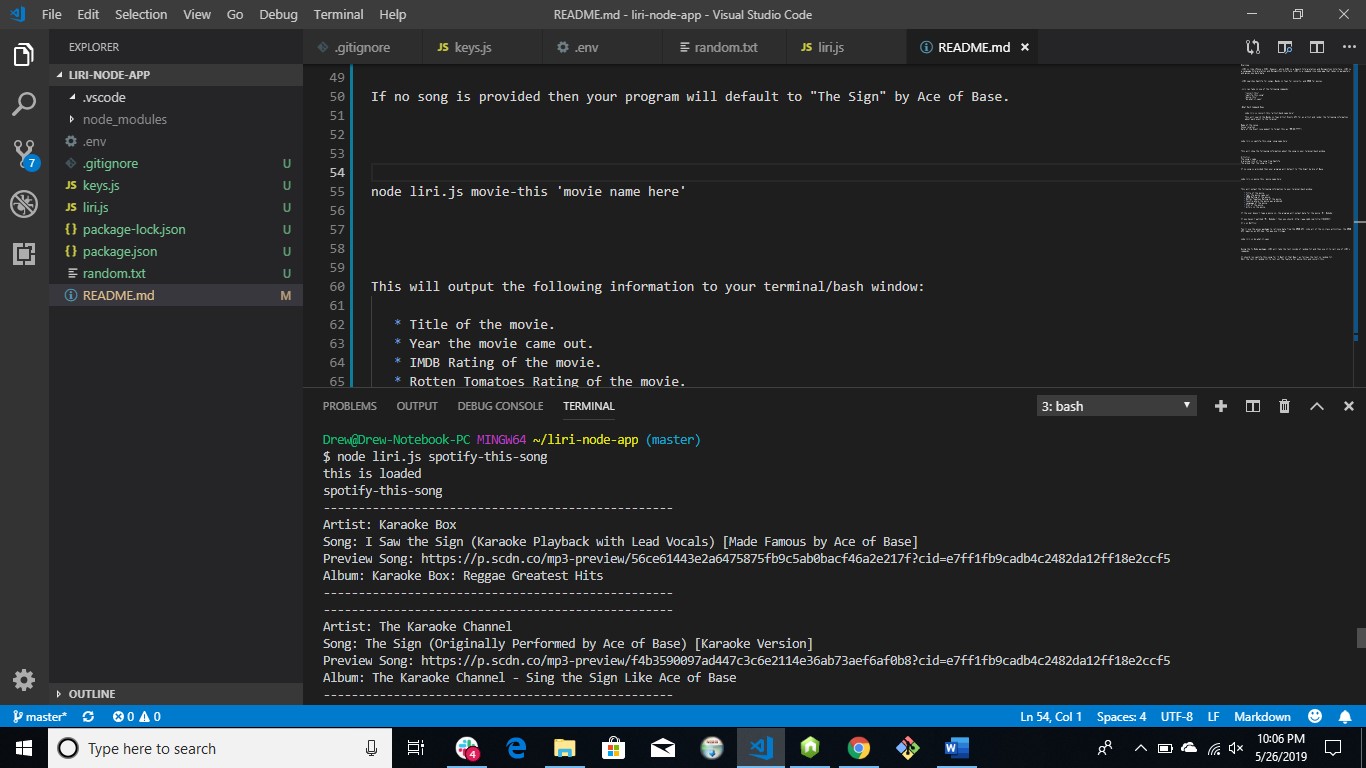 File Edit Selection View Go Debug Terminal Help
README.md - liri-node-app - Visual Studio Code
EXPLORER
LIRI-NODE-APP
.vscode
node_modules
.env
.gitignore U
JS keys.js U
JS liri.js U
{} package-lock.json U
{} package.json U
random.txt U
README.md M
OUTLINE
7
.gitignore JS keys.js .env random.txt JS liri.js README.md
49
50 If no song is provided then your program will default to "The Sign" by Ace of Base.
51
52
53
54
55 node liri.js movie-this 'movie name here'
56
57
58
59
60 This will output the following information to your terminal/bash window:
61
62 * Title of the movie.
63 * Year the movie came out.
64 * IMDB Rating of the movie.
65 * Rotten Tomatoes Rating of the movie.
PROBLEMS OUTPUT DEBUG CONSOLE TERMINAL
3: bash
Drew@Drew-Notebook-PC MINGW64 ~/liri-node-app (master)
$ node liri.js spotify-this-song
this is loaded
spotify-this-song
--------------------------------------------------
Artist: Karaoke Box
Song: I Saw the Sign (Karaoke Playback with Lead Vocals) [Made Famous by Ace of Base]
Preview Song: https://p.scdn.co/mp3-preview/56ce61443e2a6475875fb9c5ab0bacf46a2e217f?cid=e7ff1fb9cadb4c2482da12ff18e2ccf5
Album: Karaoke Box: Reggae Greatest Hits
--------------------------------------------------
--------------------------------------------------
Artist: The Karaoke Channel
Song: The Sign (Originally Performed by Ace of Base) [Karaoke Version]
Preview Song: https://p.scdn.co/mp3-preview/f4b3590097ad447c3c6e2114e36ab73aef6af0b8?cid=e7ff1fb9cadb4c2482da12ff18e2ccf5
Album: The Karaoke Channel - Sing the Sign Like Ace of Base
--------------------------------------------------
master* 0 0
Ln 54, Col 1 Spaces: 4 UTF-8 LF Markdown
Type here to search
4
10:06 PM
5/26/2019